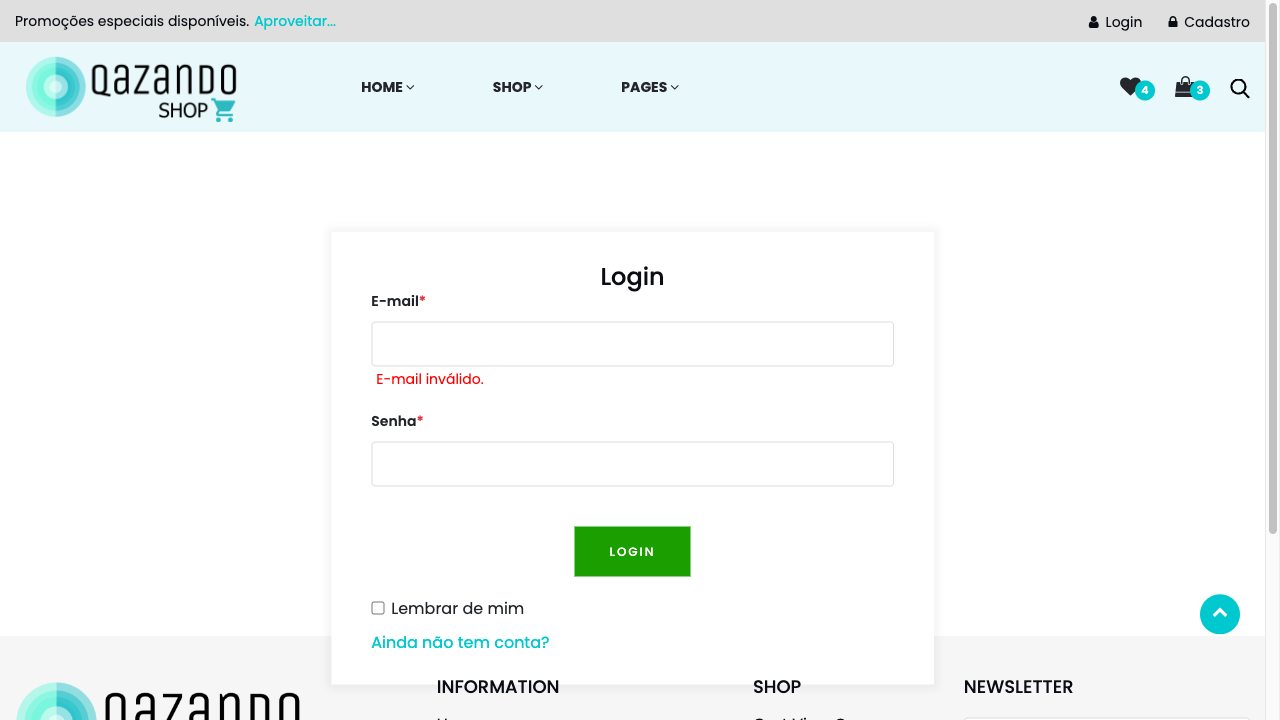 Promoções especiais disponíveis. Aproveitar...
Login
Cadastro
QAZANDO
SHOP
HOME
SHOP
PAGES
4
3
Login
E-mail*
E-mail inválido.
Senha*
LOGIN
Lembrar de mim
Ainda não tem conta?
QAZANDO
INFORMATION
SHOP
NEWSLETTER